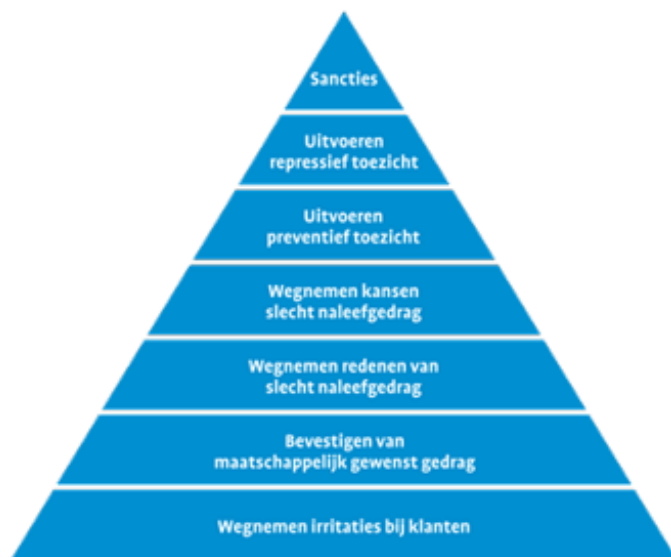 Sancties
Uitvoeren
repressief toezicht
Uitvoeren
preventief toezicht
Wegnemen kansen
slecht naleefgedrag
Wegnemen redenen van
slecht naleefgedrag
Bevestigen van
maatschappelijk gewenst gedrag
Wegnemen irritaties bij klanten